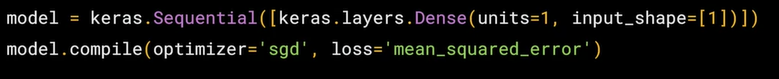 model = keras.Sequential([keras.layers.Dense(units=1, input_shape=[1])])
model.compile(optimizer='sgd', loss='mean_squared_error')